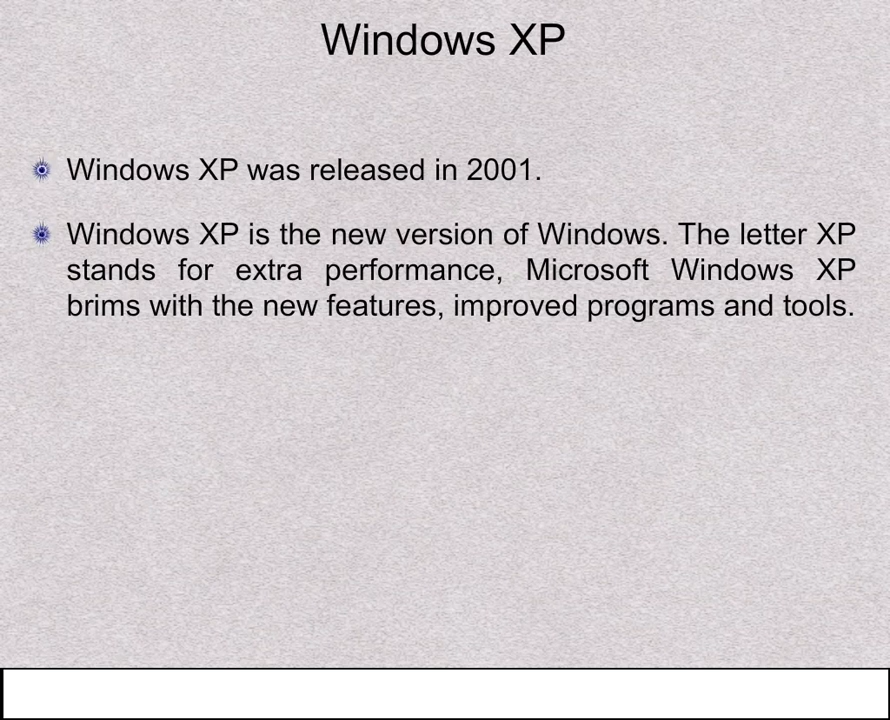 Windows XP
Windows XP was released in 2001.
Windows XP is the new version of Windows. The letter XP
stands for extra performance, Microsoft Windows XP
brims with the new features, improved programs and tools.